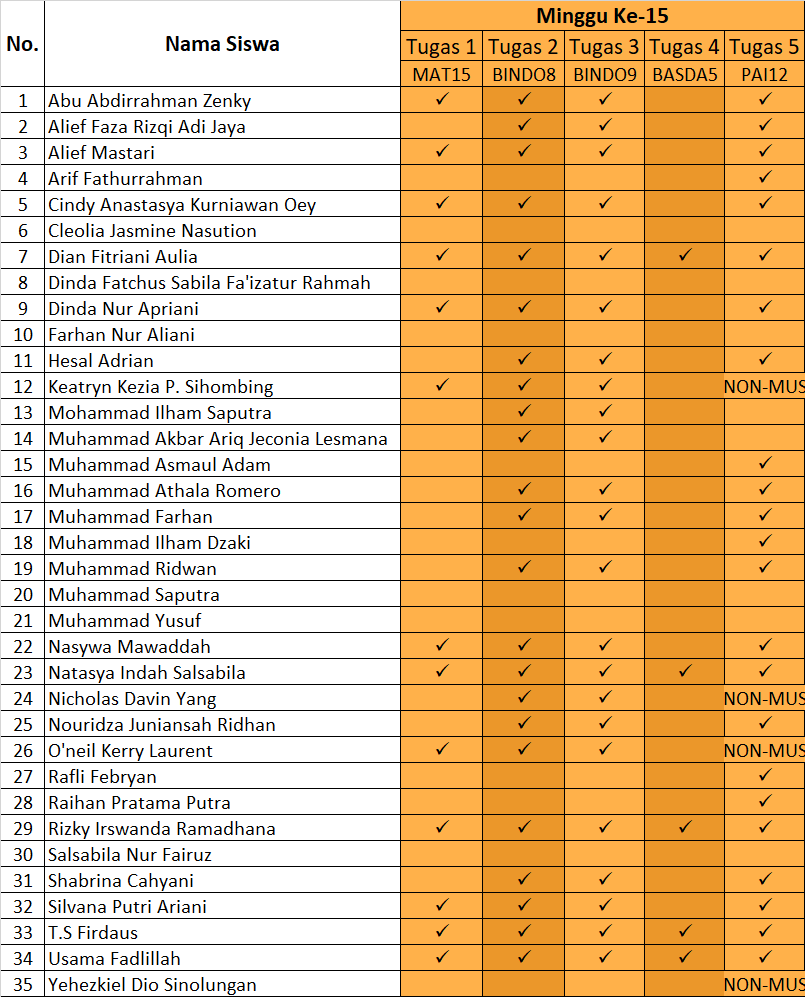 No. Nama Siswa Minggu Ke-15
Tugas 1 Tugas 2 Tugas 3 Tugas 4 Tugas 5
MAT15 BINDO8 BINDO9 BASDA5 PAI12
1 Abu Abdirrahman Zenky ✓ ✓ ✓ ✓
2 Alief Faza Rizqi Adi Jaya ✓ ✓ ✓
3 Alief Mastari ✓ ✓ ✓ ✓
4 Arif Fathurrahman ✓
5 Cindy Anastasya Kurniawan Oey ✓ ✓ ✓ ✓
6 Cleolia Jasmine Nasution
7 Dian Fitriani Aulia ✓ ✓ ✓ ✓ ✓
8 Dinda Fatchus Sabila Fa'izatur Rahmah
9 Dinda Nur Apriani ✓ ✓ ✓ ✓
10 Farhan Nur Aliani
11 Hesal Adrian ✓ ✓ ✓
12 Keatryn Kezia P. Sihombing ✓ ✓ ✓ NON-MUS
13 Mohammad Ilham Saputra ✓ ✓
14 Muhammad Akbar Ariq Jeconia Lesmana ✓ ✓
15 Muhammad Asmaul Adam ✓
16 Muhammad Athala Romero ✓ ✓ ✓
17 Muhammad Farhan ✓ ✓ ✓
18 Muhammad Ilham Dzaki ✓
19 Muhammad Ridwan ✓ ✓ ✓
20 Muhammad Saputra
21 Muhammad Yusuf
22 Nasywa Mawaddah ✓ ✓ ✓ ✓
23 Natasya Indah Salsabila ✓ ✓ ✓ ✓ ✓
24 Nicholas Davin Yang ✓ ✓ NON-MUS
25 Nouridza Juniansah Ridhan ✓ ✓ ✓
26 O'neil Kerry Laurent ✓ ✓ ✓ NON-MUS
27 Rafli Febryan ✓
28 Raihan Pratama Putra ✓
29 Rizky Irswanda Ramadhana ✓ ✓ ✓ ✓ ✓
30 Salsabila Nur Fairuz
31 Shabrina Cahyani ✓ ✓ ✓
32 Silvana Putri Ariani ✓ ✓ ✓ ✓
33 T.S Firdaus ✓ ✓ ✓ ✓ ✓
34 Usama Fadlillah ✓ ✓ ✓ ✓ ✓
35 Yehezkiel Dio Sinolungan NON-MUS